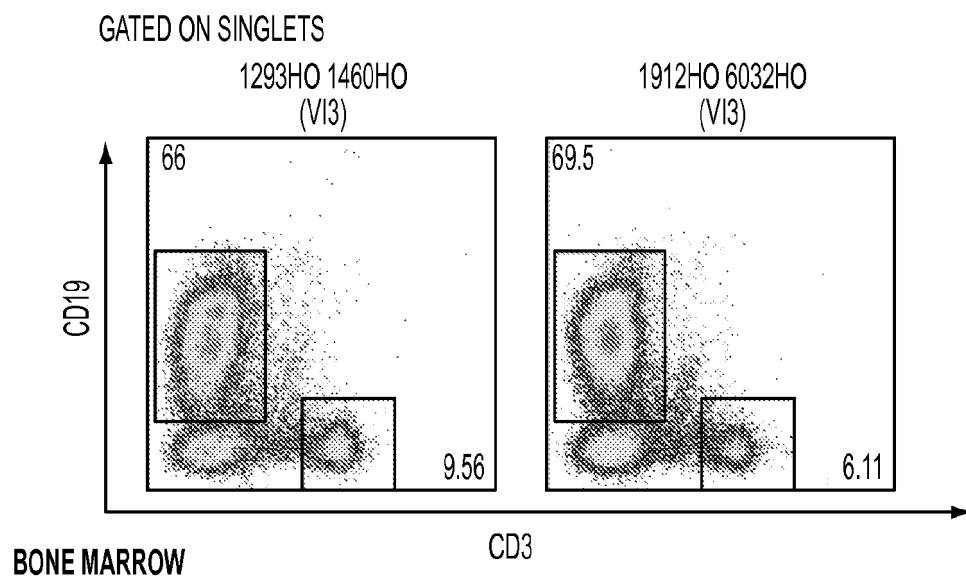 GATED ON SINGLETS
1293HO 1460HO
(VI3)
1912HO 6032HO
(VI3)
66
69.5
CD19
9.56
6.11
CD3
BONE MARROW